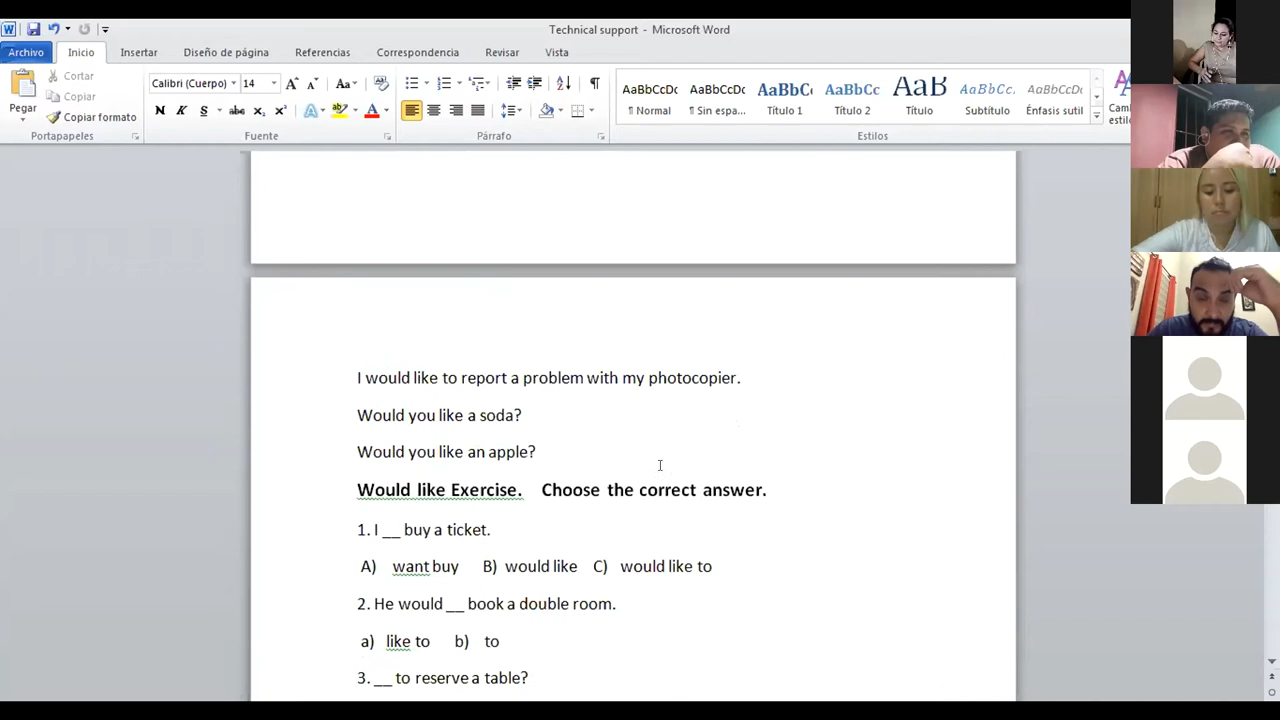 Technical support - Microsoft Word
Archivo Inicio Insertar Diseño de página Referencias Correspondencia Revisar Vista
Pegar
Cortar
Copiar
Copiar formato
Portapapeles
Calibri (Cuerpo) 14
N K S abc x₂ x² A
Fuente
Párrafo
AaBbCcDc AaBbCcDc AaBbCc AaBbCc AaB AaBbCc. AaBbCcDc
¶ Normal ¶ Sin espa... Título 1 Título 2 Título Subtítulo Énfasis sutil
Estilos
I would like to report a problem with my photocopier.
Would you like a soda?
Would you like an apple?
Would like Exercise. Choose the correct answer.
1. I __ buy a ticket.
A) want buy B) would like C) would like to
2. He would __ book a double room.
a) like to b) to
3. __ to reserve a table?